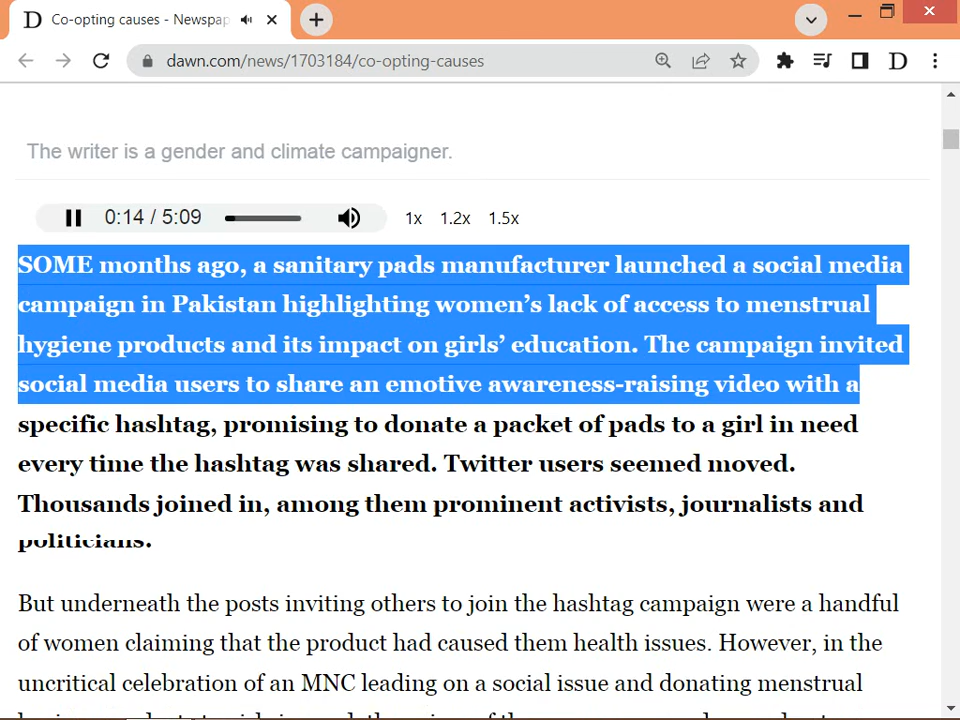 D Co-opting causes - Newspap
dawn.com/news/1703184/co-opting-causes D
The writer is a gender and climate campaigner.
0:14 / 5:09 1x 1.2x 1.5x
SOME months ago, a sanitary pads manufacturer launched a social media
campaign in Pakistan highlighting women’s lack of access to menstrual
hygiene products and its impact on girls’ education. The campaign invited
social media users to share an emotive awareness-raising video with a
specific hashtag, promising to donate a packet of pads to a girl in need
every time the hashtag was shared. Twitter users seemed moved.
Thousands joined in, among them prominent activists, journalists and
politicians.
But underneath the posts inviting others to join the hashtag campaign were a handful
of women claiming that the product had caused them health issues. However, in the
uncritical celebration of an MNC leading on a social issue and donating menstrual